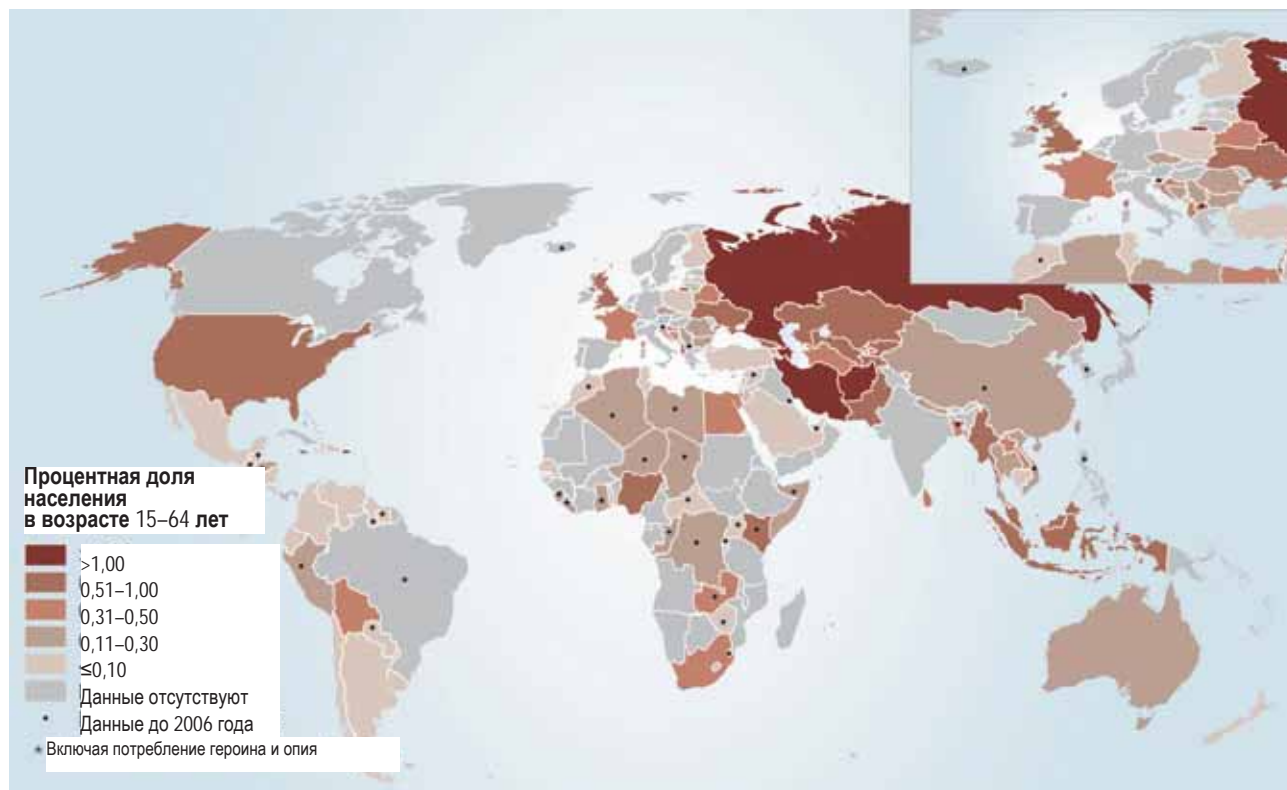 Процентная доля
населения
в возрасте 15–64 лет
>1,00
0,51–1,00
0,31–0,50
0,11–0,30
≤0,10
Данные отсутствуют
Данные до 2006 года
* Включая потребление героина и опия